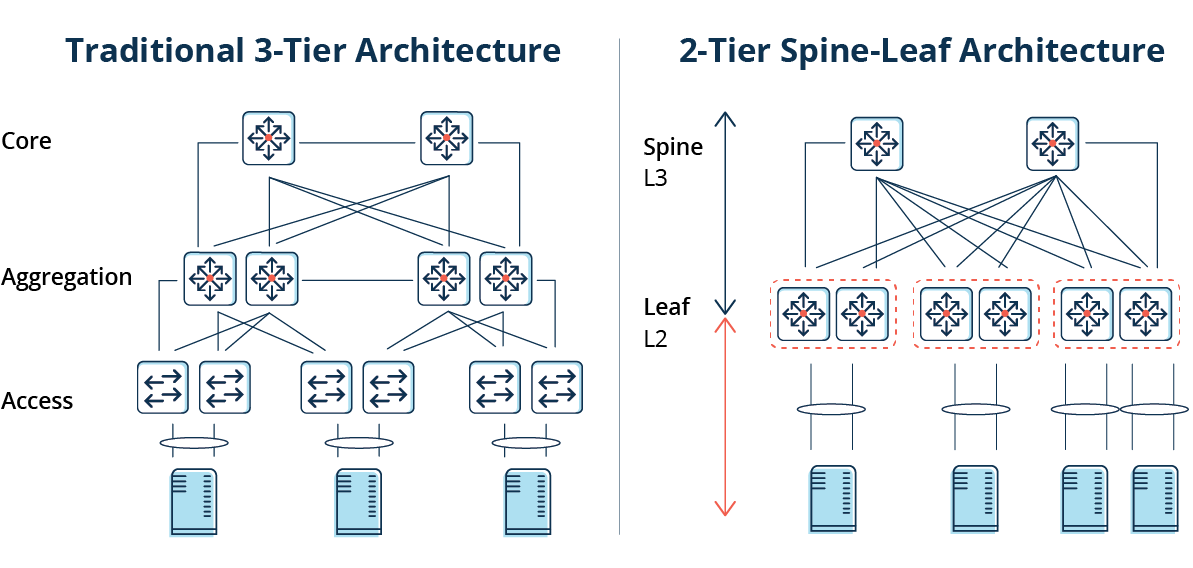 Traditional 3-Tier Architecture
Core
Aggregation
Access
2-Tier Spine-Leaf Architecture
Spine
L3
Leaf
L2